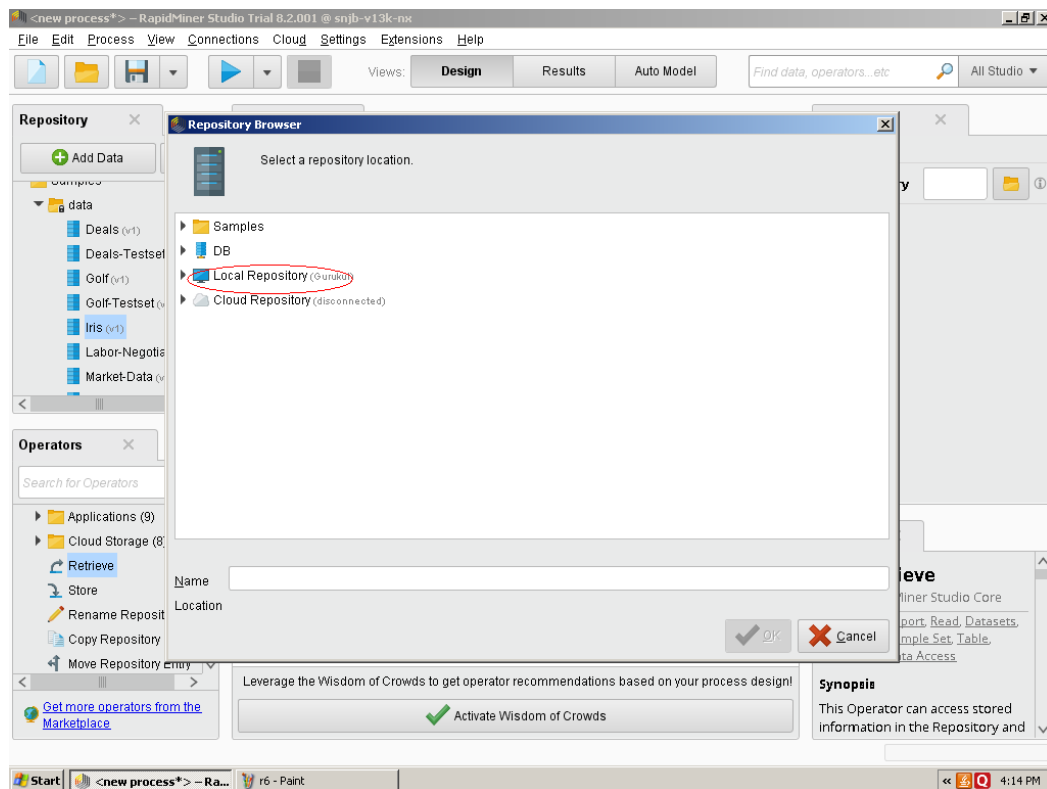 <new process*> – RapidMiner Studio Trial 8.2.001 @ snjb-v13k-nx
File Edit Process View Connections Cloud Settings Extensions Help
Views: Design Results Auto Model Find data, operators...etc All Studio
Repository
Repository Browser
Add Data
Select a repository location.
Samples
data
Deals (v1)
Deals-Testset
Golf (v1)
Golf-Testset
Iris (v1)
Labor-Negotia
Market-Data
Samples
DB
Local Repository (Gurukul)
Cloud Repository (disconnected)
Operators
Search for Operators
Applications (9)
Cloud Storage (8)
Retrieve
Store
Rename Reposit
Copy Repository
Move Repository Entry
Get more operators from the
Marketplace
Name
Location
OK Cancel
Leverage the Wisdom of Crowds to get operator recommendations based on your process design!
Activate Wisdom of Crowds
ry
ieve
Miner Studio Core
port, Read, Datasets,
mple Set, Table,
ta Access
Synopsis
This Operator can access stored
information in the Repository and
Start <new process*> – Ra... r6 - Paint « Q 4:14 PM